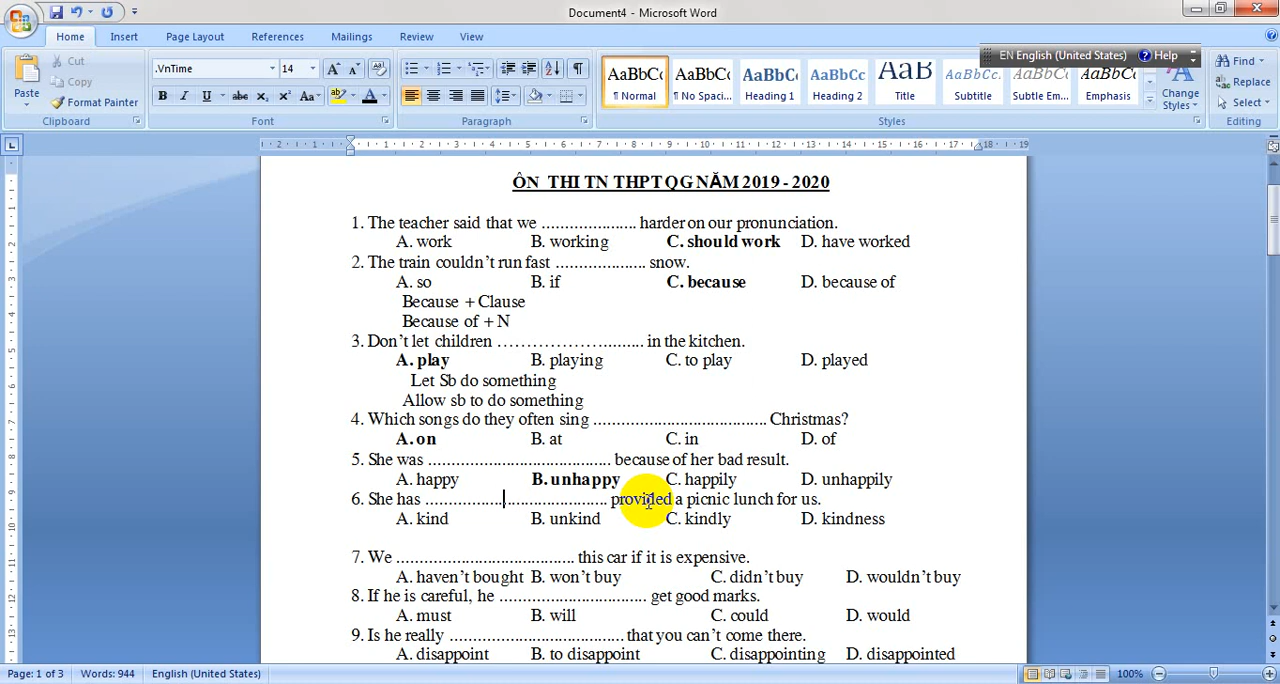 Document4 - Microsoft Word
Home Insert Page Layout References Mailings Review View
EN English (United States) Help
Paste Cut Copy Format Painter
.VnTime 14
AaBbCc AaBbCc AaBbCc AaBbCc AaB AaBbCc. AaBbCc AaBbCc
¶ Normal ¶ No Spaci... Heading 1 Heading 2 Title Subtitle Subtle Em... Emphasis
Change Styles
Find Replace Select
Clipboard Font Paragraph Styles Editing
ÔN THI TN THPT QG NĂM 2019 - 2020
1. The teacher said that we ..................... harder on our pronunciation.
A. work B. working C. should work D. have worked
2. The train couldn't run fast .................... snow.
A. so B. if C. because D. because of
Because + Clause
Because of + N
3. Don't let children ................................ in the kitchen.
A. play B. playing C. to play D. played
Let Sb do something
Allow sb to do something
4. Which songs do they often sing ...................................... Christmas?
A. on B. at C. in D. of
5. She was ........................................ because of her bad result.
A. happy B. unhappy C. happily D. unhappily
6. She has ........................................ provided a picnic lunch for us.
A. kind B. unkind C. kindly D. kindness
7. We ........................................ this car if it is expensive.
A. haven't bought B. won't buy C. didn't buy D. wouldn't buy
8. If he is careful, he ................................ get good marks.
A. must B. will C. could D. would
9. Is he really ...................................... that you can't come there.
A. disappoint B. to disappoint C. disappointing D. disappointed
Page: 1 of 3 Words: 944 English (United States) 100%